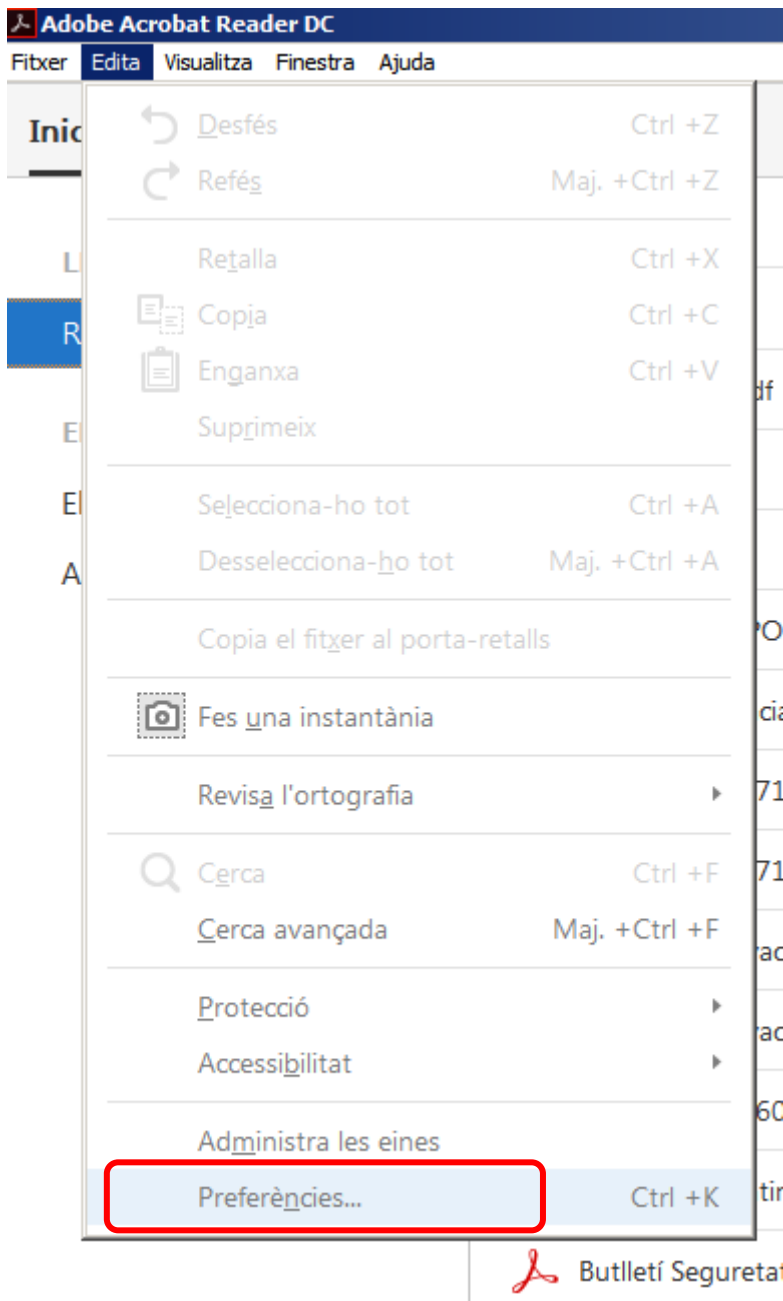 Adobe Acrobat Reader DC
Fitxer Edita Visualitza Finestra Ajuda
Desfés Ctrl +Z
Refés Maj. +Ctrl +Z
Retalla Ctrl +X
Copia Ctrl +C
Enganxa Ctrl +V
Suprimeix
Selecciona-ho tot Ctrl +A
Desselecciona-ho tot Maj. +Ctrl +A
Copia el fitxer al porta-retalls
Fes una instantània
Revisa l'ortografia
Cerca Ctrl +F
Cerca avançada Maj. +Ctrl +F
Protecció
Accessibilitat
Administra les eines
Preferències... Ctrl +K
Butlletí Seguretat